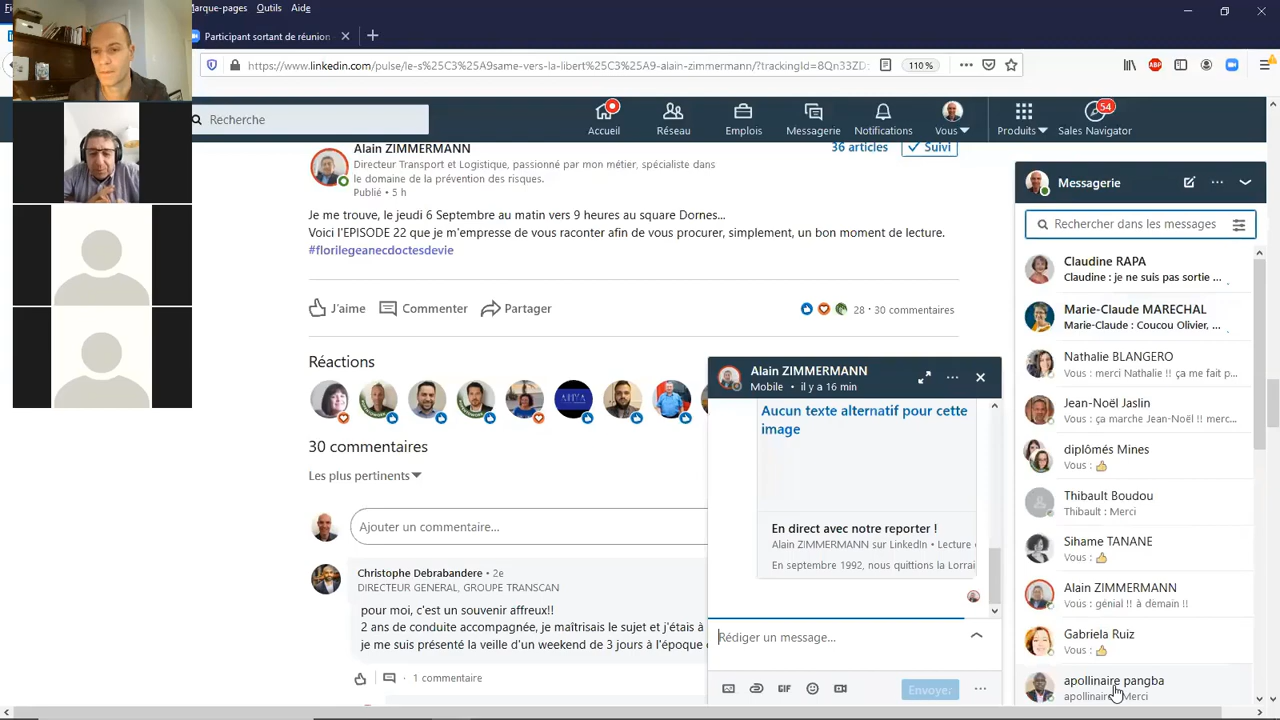 arque-pages Outils Aide
Participant sortant de réunion
https://www.linkedin.com/pulse/le-s%25C3%25A9same-vers-la-libert%25C3%25A9-alain-zimmermann/?trackingId=8Qn33ZD
110 %
Recherche
Accueil
Réseau
Emplois
Messagerie
Notifications
Vous
Produits
54
Sales Navigator
Alain ZIMMERMANN
36 articles
Suivi
Directeur Transport et Logistique, passionné par mon métier, spécialiste dans
le domaine de la prévention des risques.
Publié • 5 h
Je me trouve, le jeudi 6 Septembre au matin vers 9 heures au square Dornes...
Voici l'EPISODE 22 que je m'empresse de vous raconter afin de vous procurer, simplement, un bon moment de lecture.
#florilegeanecdoctesdevie
J'aime
Commenter
Partager
28 · 30 commentaires
Réactions
30 commentaires
Les plus pertinents
Ajouter un commentaire...
Christophe Debrabandere • 2e
DIRECTEUR GENERAL, GROUPE TRANSCAN
pour moi, c'est un souvenir affreux!!
2 ans de conduite accompagnée, je maîtrisais le sujet et j'étais à
je me suis présenté la veille d'un weekend de 3 jours à l'époque
1 commentaire
Alain ZIMMERMANN
Mobile • il y a 16 min
Aucun texte alternatif pour cette
image
En direct avec notre reporter !
Alain ZIMMERMANN sur LinkedIn • Lecture
En septembre 1992, nous quittions la Lorrai
Rédiger un message...
GIF
Envoyer
Messagerie
Rechercher dans les messages
Claudine RAPA
Claudine : je ne suis pas sortie ...
Marie-Claude MARECHAL
Marie-Claude : Coucou Olivier, ...
Nathalie BLANGERO
Vous : merci Nathalie !! ça me fait p...
Jean-Noël Jaslin
Vous : ça marche Jean-Noël !! merc...
diplômés Mines
Vous : 👍
Thibault Boudou
Thibault : Merci
Sihame TANANE
Vous : 👍
Alain ZIMMERMANN
Vous : génial !! à demain !!
Gabriela Ruiz
Vous : 👍
apollinaire pangba
apollinaire Merci